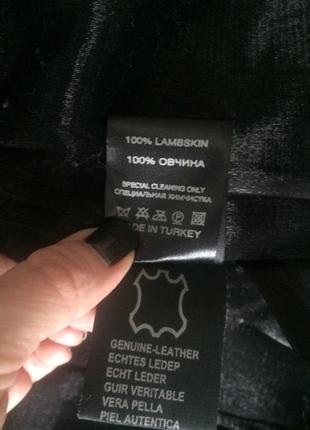 100% LAMBSKIN
100% ОВЧИНА
SPECIAL CLEANING ONLY
СПЕЦИАЛЬНАЯ ХИМЧИСТКА
DE IN TURKEY
GENUINE-LEATHER
ECHTES LEDEP
ECHT LEDER
GUIR VERITABLE
VERA PELLA
PIEL AUTENTICA